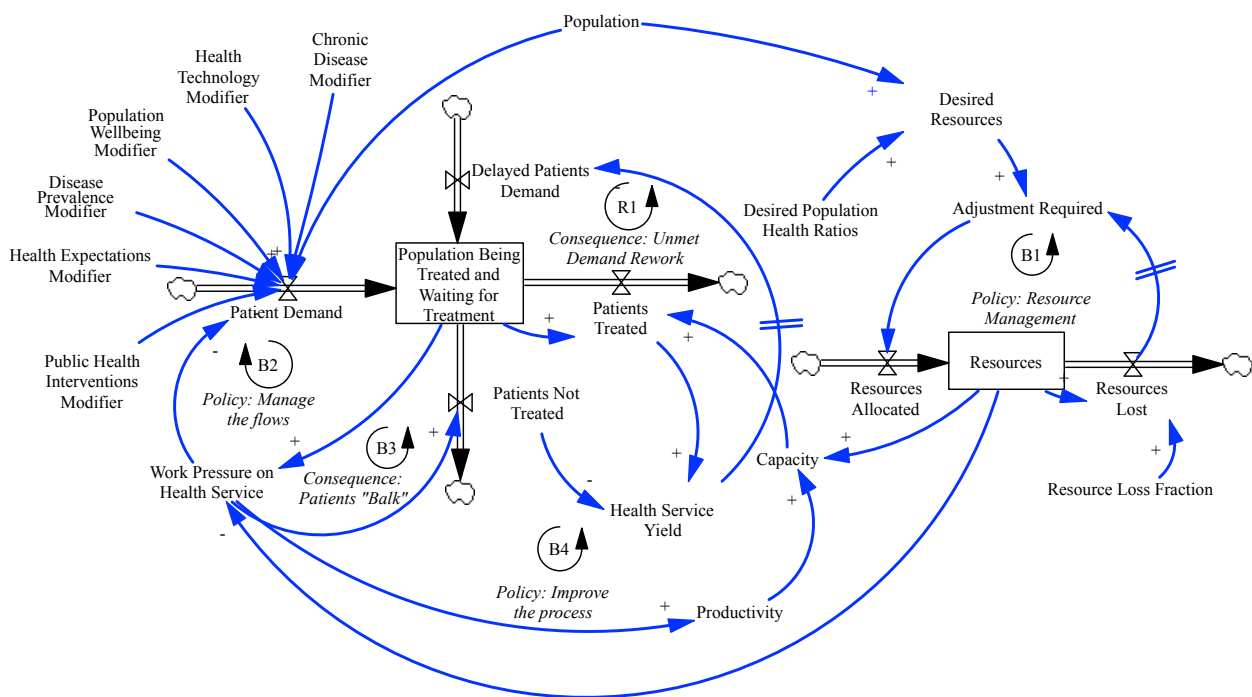 Population
Chronic
Disease
Modifier
Health
Technology
Modifier
Population
Wellbeing
Modifier
Disease
Prevalence
Modifier
Health Expectations
Modifier
Public Health
Interventions
Modifier
Patient Demand
+
+
-
-
B2
Policy: Manage
the flows
Delayed Patients
Demand
-
R1
Consequence: Unmet
Demand Rework
Population Being
Treated and
Waiting for
Treatment
Patients
Treated
+
+
Patients Not
Treated
B3
Consequence:
Patients "Balk"
+
+
Work Pressure on
Health Service
-
+
-
Health Service
Yield
B4
Policy: Improve
the process
+
Productivity
+
Capacity
+
Desired
Resources
+
+
Desired Population
Health Ratios
+
Adjustment Required
B1
Policy: Resource
Management
Resources
Allocated
Resources
+
Resources
Lost
+
Resource Loss Fraction